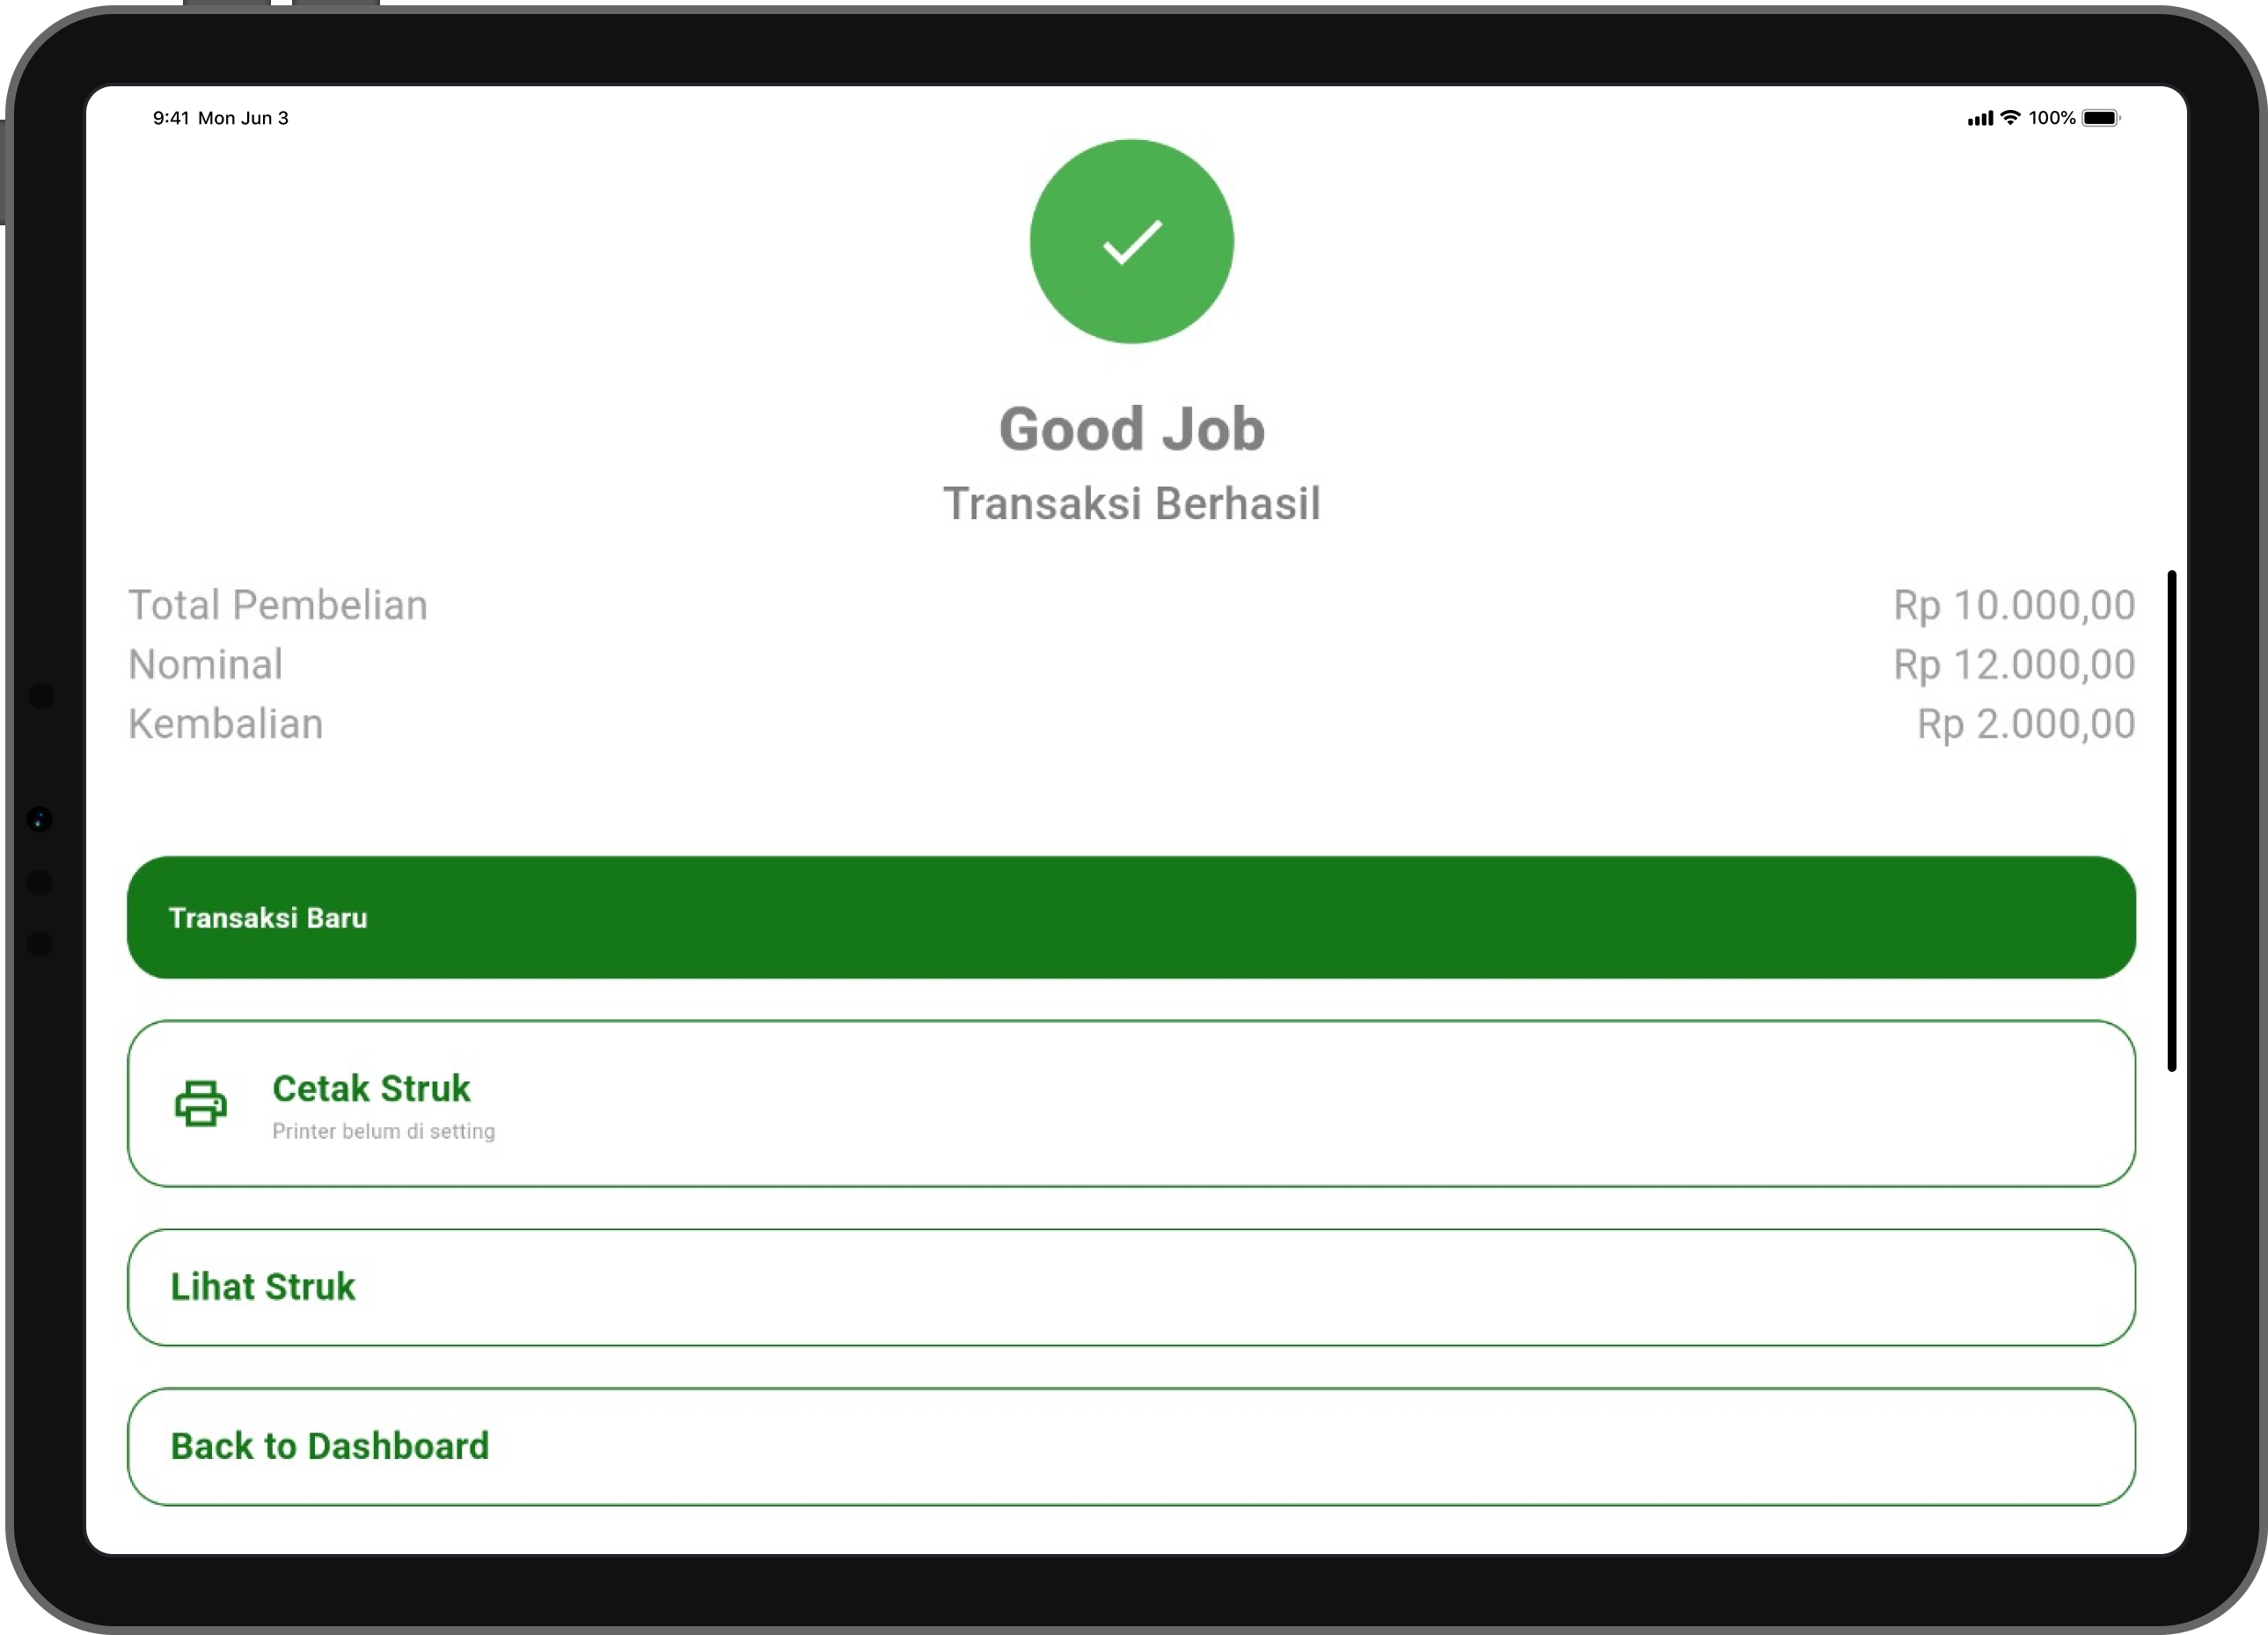 9:41 Mon Jun 3
100%
Good Job
Transaksi Berhasil
Total Pembelian Rp 10.000,00
Nominal Rp 12.000,00
Kembalian Rp 2.000,00
Transaksi Baru
Cetak Struk
Printer belum di setting
Lihat Struk
Back to Dashboard